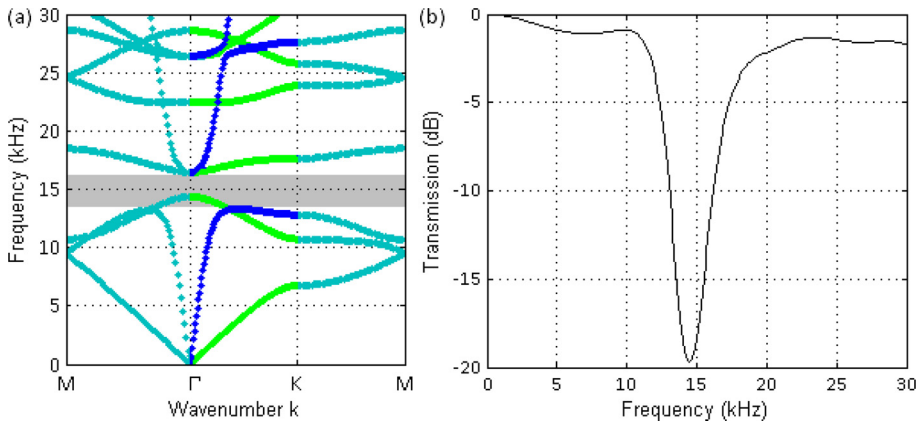 (a)
30
25
20
15
10
5
0
Frequency (kHz)
M Γ K M
Wavenumber k
(b)
0
-5
-10
-15
-20
Transmission (dB)
0 5 10 15 20 25 30
Frequency (kHz)